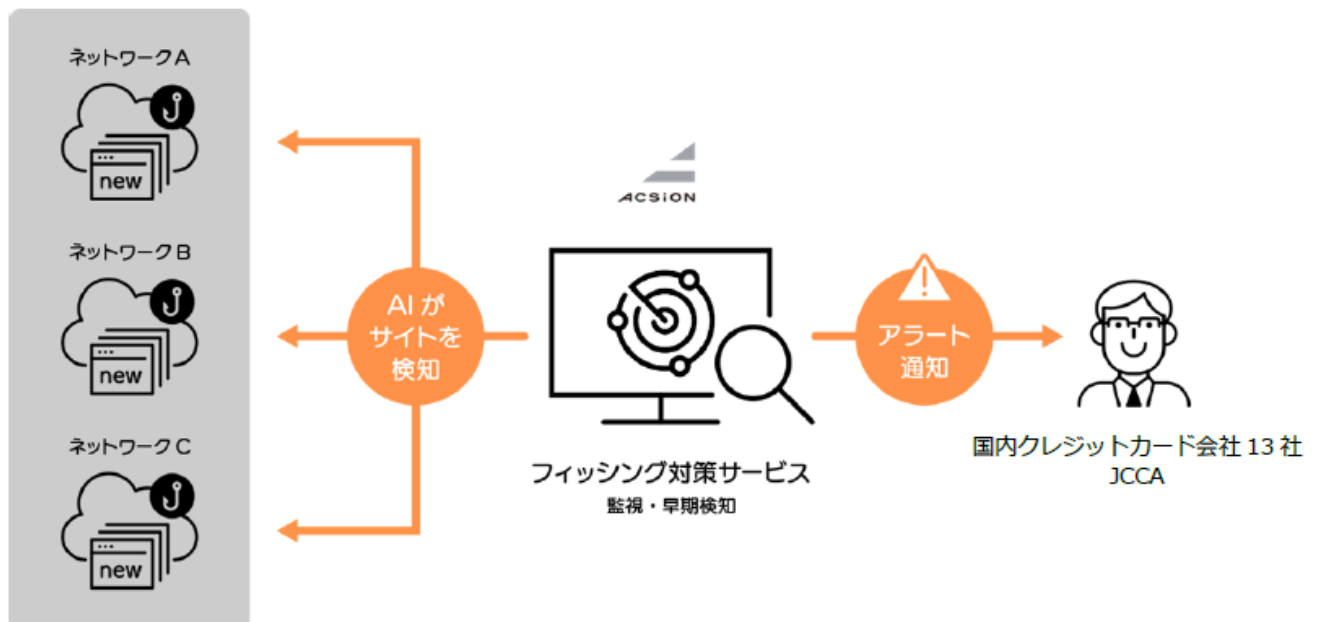 ネットワークA
new
ネットワークB
new
ネットワークC
new
AIが
サイトを
検知
ACSiON
フィッシング対策サービス
監視・早期検知
アラート
通知
国内クレジットカード会社 13 社
JCCA